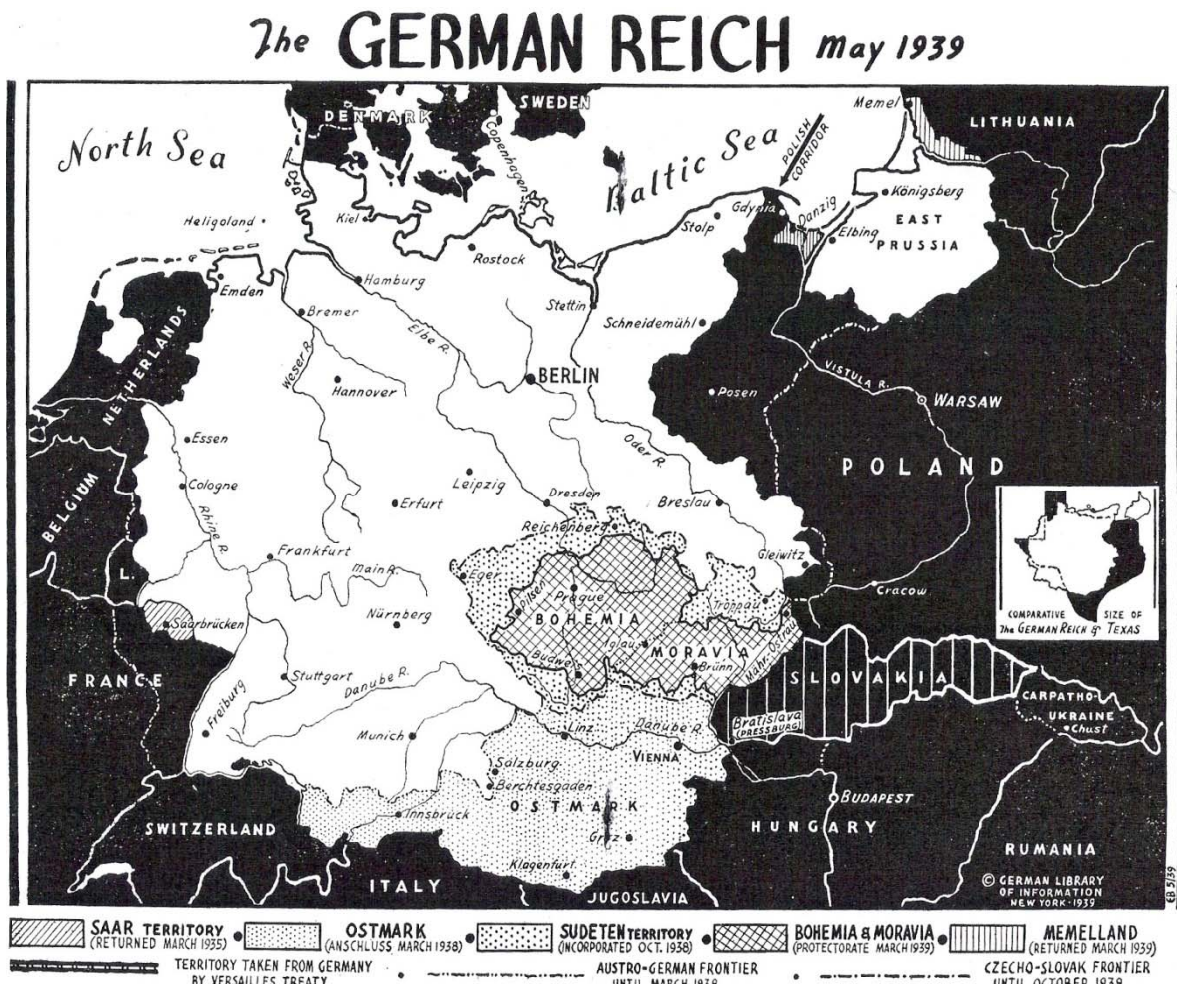 The GERMAN REICH May 1939
North Sea
DENMARK
SWEDEN
Copenhagen
Baltic Sea
POLISH
CORRIDOR
Memel
LITHUANIA
Heligoland
Kiel
Rostock
Stolp
Gdynia
Danzig
Elbing
Königsberg
EAST
PRUSSIA
Emden
Hamburg
Bremer
Stettin
Schneidemühl
NETHERLANDS
Weser R.
Elbe R.
Hannover
BERLIN
Posen
VISTULA R.
WARSAW
Essen
Cologne
Rhine R.
BELGIUM
L.
Erfurt
Leipzig
Dresden
Oder R.
Breslau
POLAND
Reichenberg
Gleiwitz
Frankfurt
Main R.
Eger
Pilsen
Prague
BOHEMIA
Troppau
Cracow
COMPARATIVE SIZE OF
The GERMAN REICH & TEXAS
Saarbrücken
Nürnberg
Iglau
MORAVIA
Budweis
Brünn
Mähr. Ostrau
SLOVAKIA
CARPATHO-
UKRAINE
Chust
FRANCE
Stuttgart
Danube R.
Freiburg
Munich
Linz
Danube R.
VIENNA
Bratislava
(PRESSBURG)
Salzburg
Berchtesgaden
OSTMARK
Innsbruck
Graz
Klagenfurt
BUDAPEST
SWITZERLAND
HUNGARY
RUMANIA
ITALY
JUGOSLAVIA
© GERMAN LIBRARY
OF INFORMATION
NEW YORK-1939
EB 5/39
SAAR TERRITORY
(RETURNED MARCH 1935)
OSTMARK
(ANSCHLUSS MARCH 1938)
SUDETEN TERRITORY
(INCORPORATED OCT. 1938)
BOHEMIA & MORAVIA
(PROTECTORATE MARCH 1939)
MEMELLAND
(RETURNED MARCH 1939)
TERRITORY TAKEN FROM GERMANY
BY VERSAILLES TREATY
AUSTRO-GERMAN FRONTIER
UNTIL MARCH 1938
CZECHO-SLOVAK FRONTIER
UNTIL OCTOBER 1938